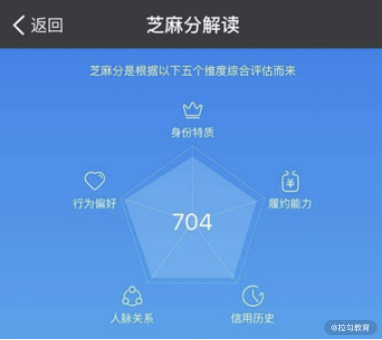 返回
芝麻分解读
芝麻分是根据以下五个维度综合评估而来
身份特质
行为偏好
履约能力
704
人脉关系
信用历史
@拉勾教育